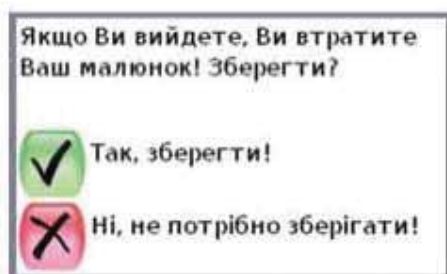 Якщо Ви вийдете, Ви втратите
Ваш малюнок! Зберегти?
Так, зберегти!
Ні, не потрібно зберігати!